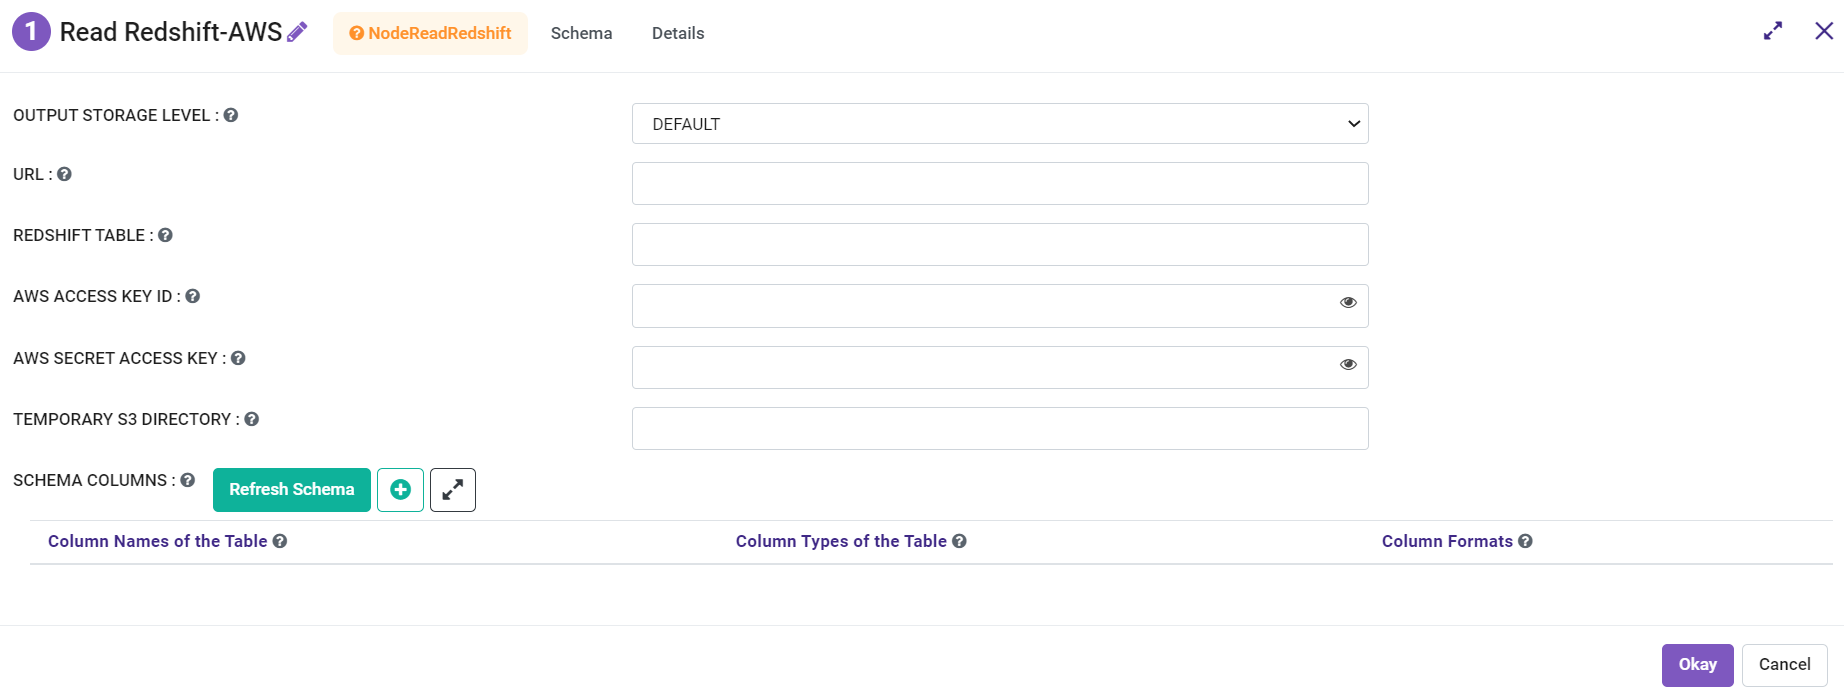 1 Read Redshift-AWS NodeReadRedshift Schema Details
OUTPUT STORAGE LEVEL : DEFAULT
URL :
REDSHIFT TABLE :
AWS ACCESS KEY ID :
AWS SECRET ACCESS KEY :
TEMPORARY S3 DIRECTORY :
SCHEMA COLUMNS : Refresh Schema
Column Names of the Table Column Types of the Table Column Formats
Okay Cancel